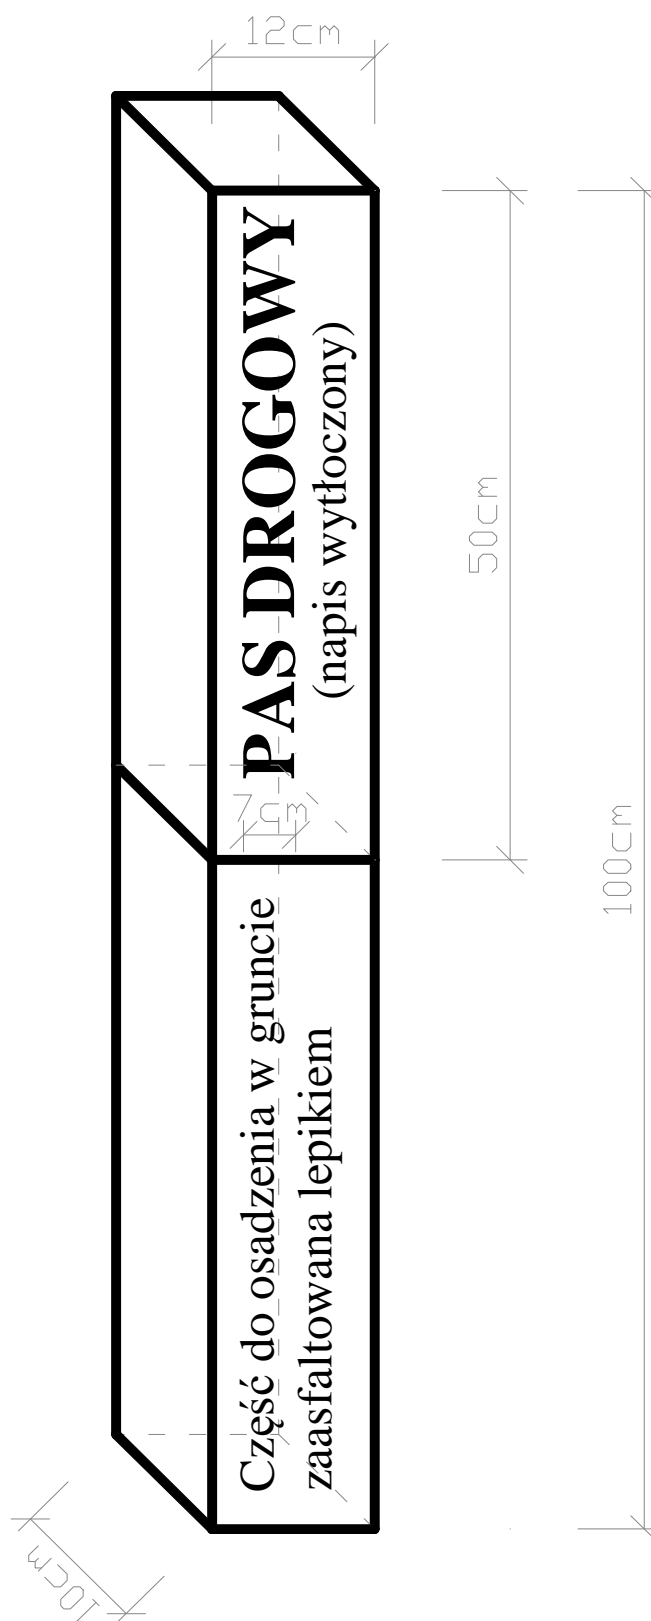 12cm
PAS DROGOWY
(napis wytłoczony)
50cm
7cm
100cm
Część do osadzenia w gruncie
zaasfaltowana lepikiem
10cm